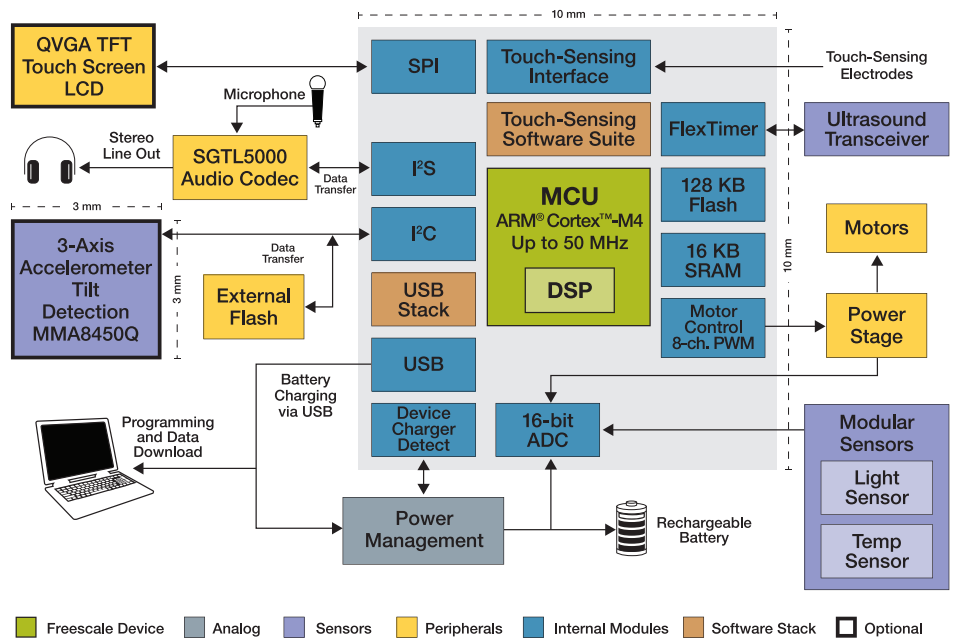 10 mm
QVGA TFT
Touch Screen
LCD
SPI
Touch-Sensing
Interface
Touch-Sensing
Electrodes
Microphone
Touch-Sensing
Software Suite
FlexTimer
Ultrasound
Transceiver
Stereo
Line Out
SGTL5000
Audio Codec
Data
Transfer
I²S
MCU
ARM® Cortex™-M4
Up to 50 MHz
DSP
128 KB
Flash
3 mm
3-Axis
Accelerometer
Tilt
Detection
MMA8450Q
3 mm
Data
Transfer
I²C
16 KB
SRAM
10 mm
Motors
External
Flash
USB
Stack
Motor
Control
8-ch. PWM
Power
Stage
USB
Battery
Charging
via USB
Programming
and Data
Download
Device
Charger
Detect
16-bit
ADC
Modular
Sensors
Light
Sensor
Temp
Sensor
Power
Management
Rechargeable
Battery
Freescale Device
Analog
Sensors
Peripherals
Internal Modules
Software Stack
Optional